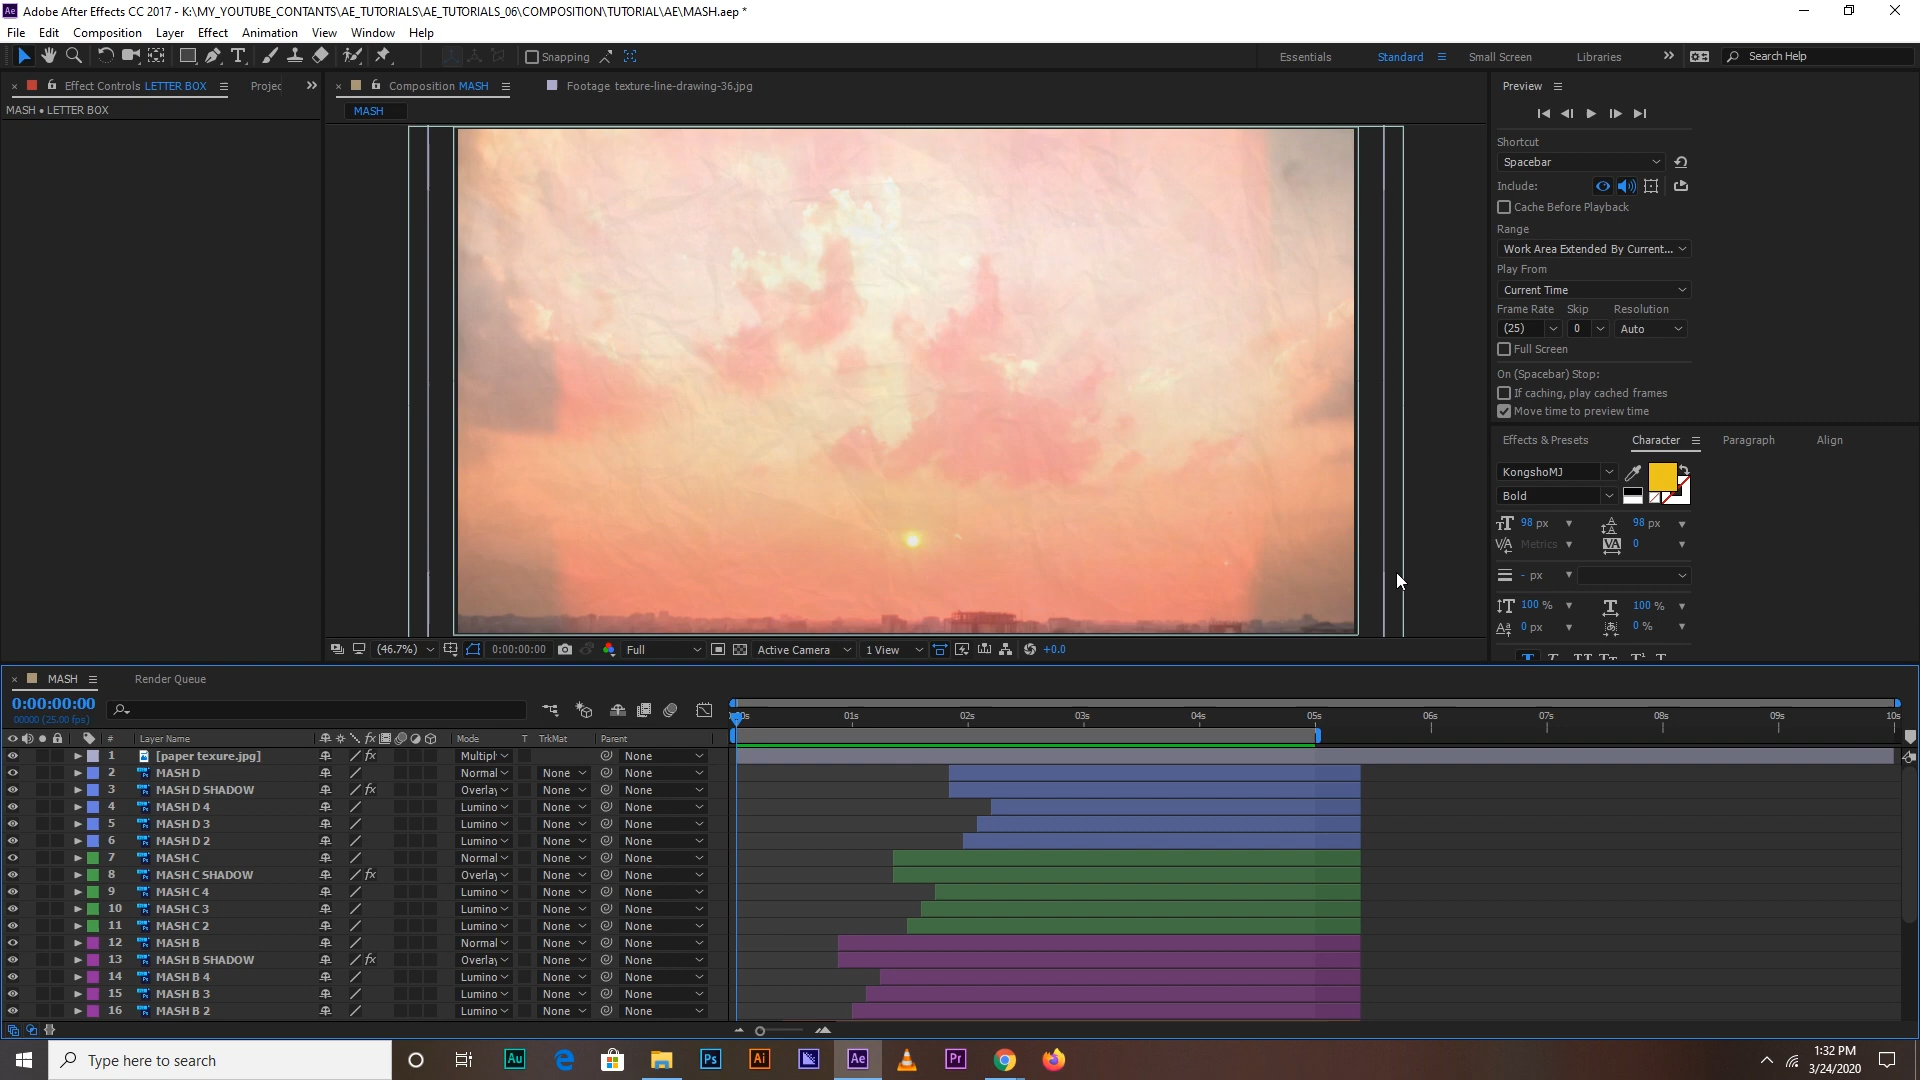 Adobe After Effects CC 2017 - K:\MY_YOUTUBE_CONTANTS\AE_TUTORIALS\AE_TUTORIALS_06\COMPOSITION\TUTORIAL\AE\MASH.aep *
File Edit Composition Layer Effect Animation View Window Help
Snapping Essentials Standard Small Screen Libraries Search Help
Effect Controls LETTER BOX Projec Composition MASH Footage texture-line-drawing-36.jpg Preview
MASH • LETTER BOX MASH
Shortcut
Spacebar
Include:
Cache Before Playback
Range
Work Area Extended By Current...
Play From
Current Time
Frame Rate Skip Resolution
(25) 0 Auto
Full Screen
On (Spacebar) Stop:
If caching, play cached frames
Move time to preview time
Effects & Presets Character Paragraph Align
KongshoMJ
Bold
98 px 98 px
Metrics 0
- px
100 % 100 %
0 px 0 %
(46.7%) 0:00:00:00 Full Active Camera 1 View +0.0
MASH Render Queue
0:00:00:00
00000 (25.00 fps)
01s 02s 03s 04s 05s 06s 07s 08s 09s 10s
# Layer Name Mode T TrkMat Parent
1 [paper texure.jpg] Multipl None
2 MASH D Normal None None
3 MASH D SHADOW Overlay None None
4 MASH D 4 Lumino None None
5 MASH D 3 Lumino None None
6 MASH D 2 Lumino None None
7 MASH C Normal None None
8 MASH C SHADOW Overlay None None
9 MASH C 4 Lumino None None
10 MASH C 3 Lumino None None
11 MASH C 2 Lumino None None
12 MASH B Normal None None
13 MASH B SHADOW Overlay None None
14 MASH B 4 Lumino None None
15 MASH B 3 Lumino None None
16 MASH B 2 Lumino None None
Type here to search
Au Ps Ai Ae Pr
1:32 PM
3/24/2020